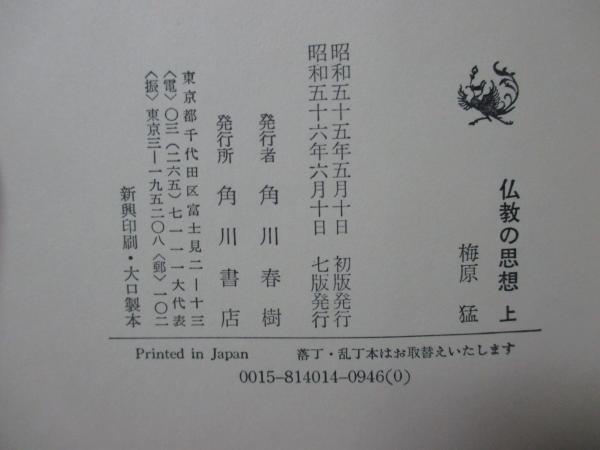 仏教の思想 上
梅原 猛
昭和五十五年五月十日 初版発行
昭和五十六年六月十日 七版発行
発行者 角川春樹
発行所 角川書店
東京都千代田区富士見二―十三
〈電〉〇三(二六五)七一一一大代表
〈振〉東京三―一九五二〇八〈郵〉一〇二
新興印刷・大口製本
Printed in Japan 落丁・乱丁本はお取替えいたします
0015-814014-0946(0)